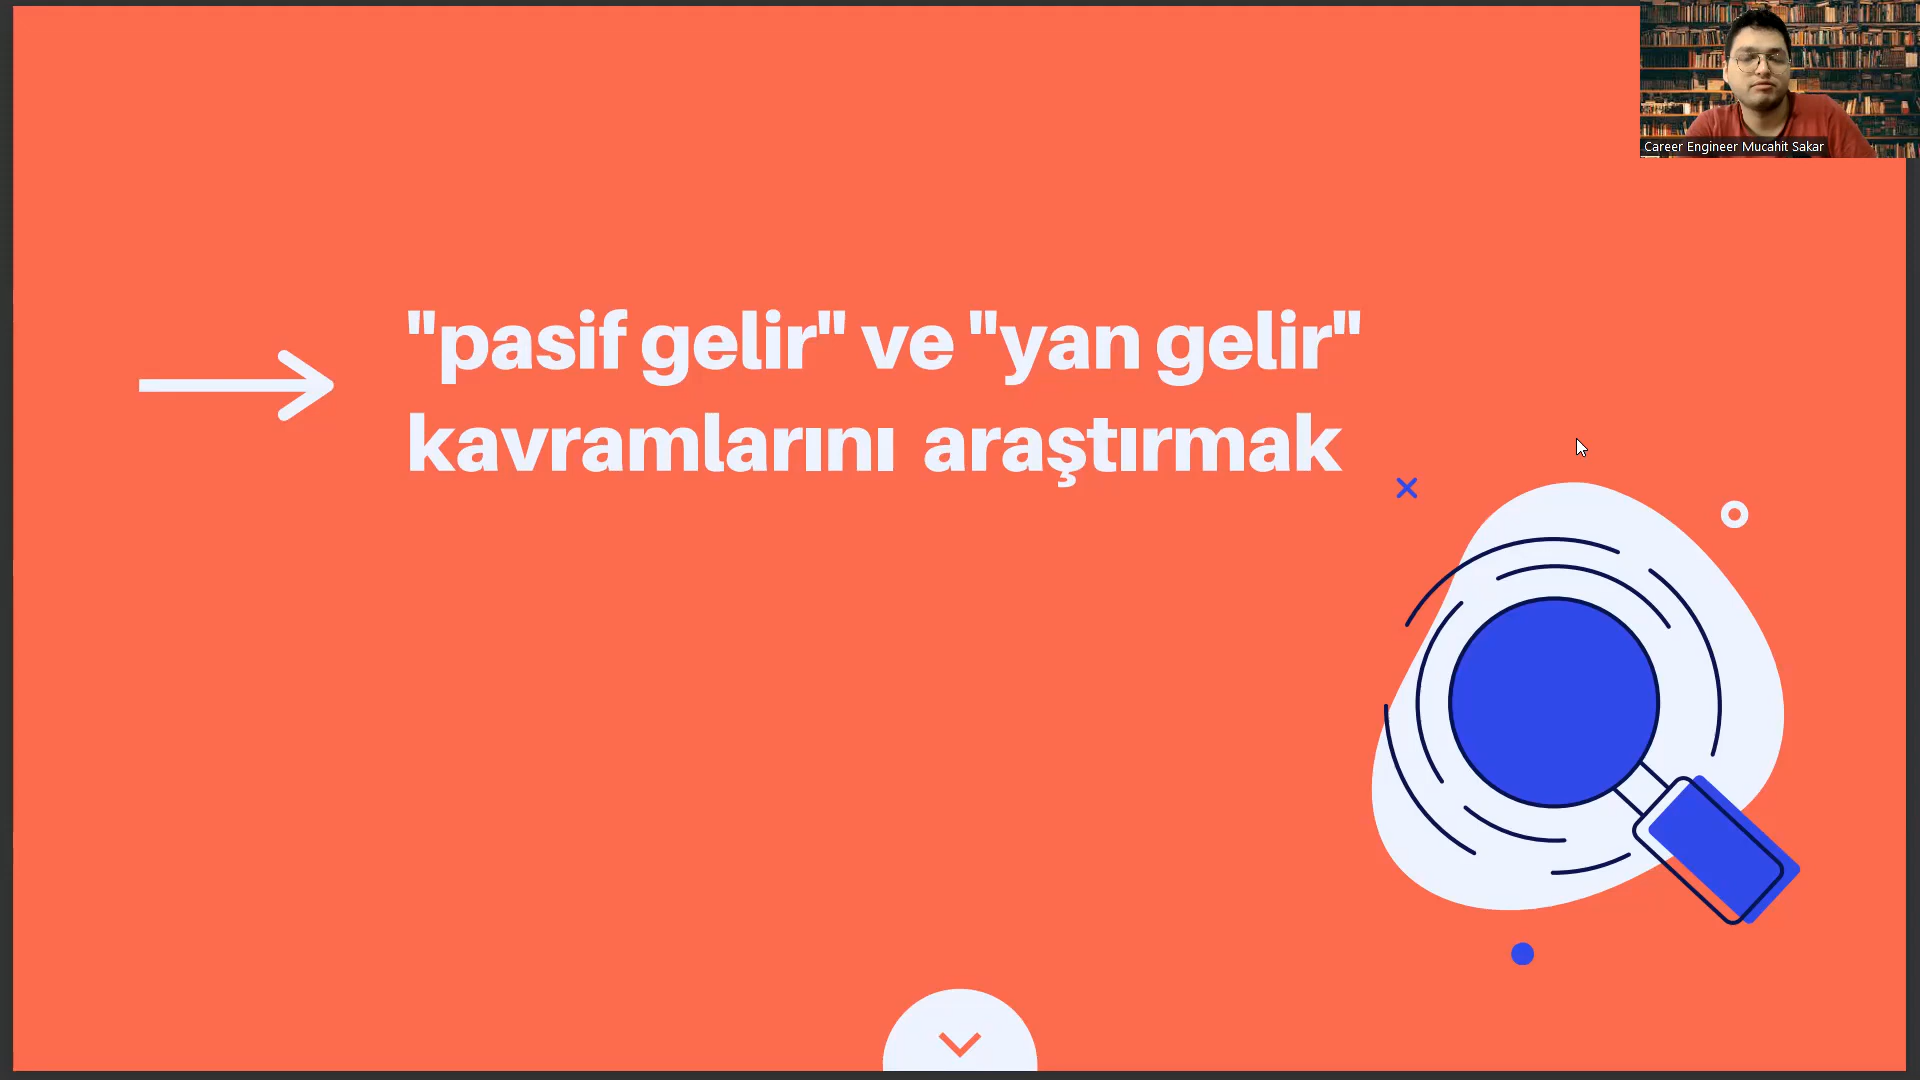 Career Engineer Mucahit Sakar
"pasif gelir" ve "yan gelir"
kavramlarını araştırmak